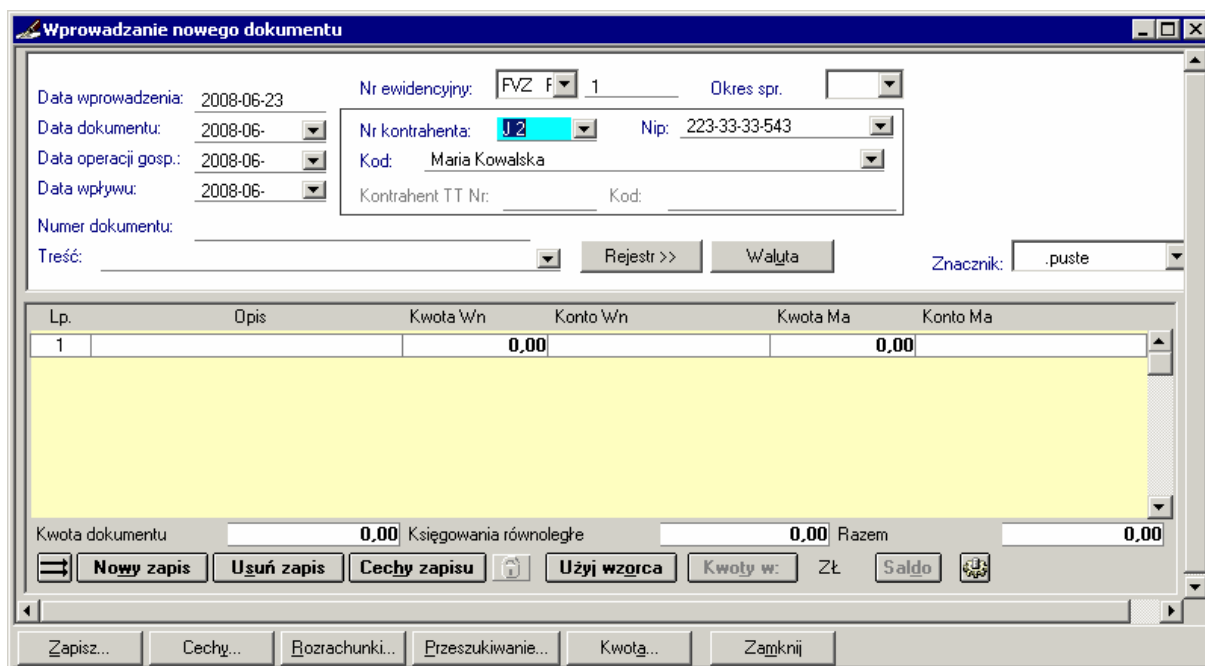 Wprowadzanie nowego dokumentu
Nr ewidencyjny: FVZ F 1 Okres spr.
Data wprowadzenia: 2008-06-23
Data dokumentu: 2008-06- Nr kontrahenta: J 2 Nip: 223-33-33-543
Data operacji gosp.: 2008-06- Kod: Maria Kowalska
Data wpływu: 2008-06- Kontrahent TT Nr: Kod:
Numer dokumentu:
Treść: Rejestr >> Waluta Znacznik: .puste
Lp. Opis Kwota Wn Konto Wn Kwota Ma Konto Ma
1 0,00 0,00
Kwota dokumentu 0,00 Księgowania równoległe 0,00 Razem 0,00
Nowy zapis Usuń zapis Cechy zapisu Użyj wzorca Kwoty w: ZŁ Saldo
Zapisz... Cechy... Rozrachunki... Przeszukiwanie... Kwota... Zamknij